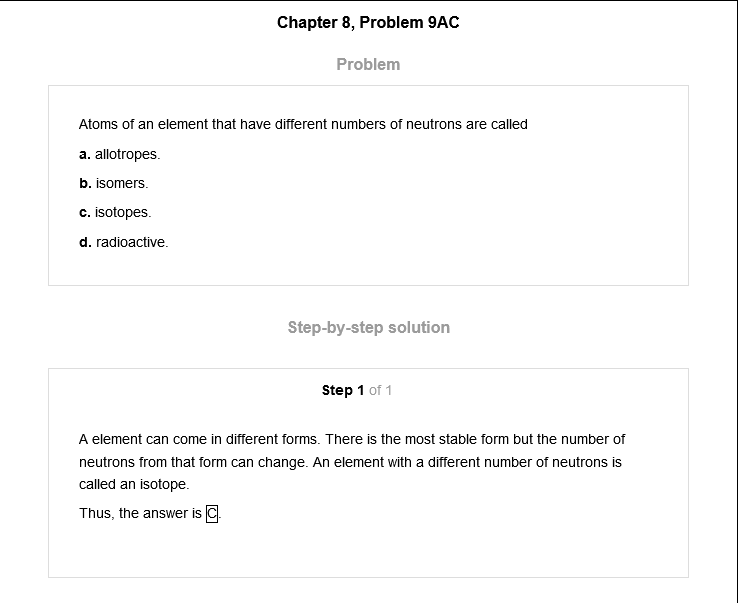 Chapter 8, Problem 9AC
Problem
Atoms of an element that have different numbers of neutrons are called
a. allotropes.
b. isomers.
c. isotopes.
d. radioactive.
Step-by-step solution
Step 1 of 1
A element can come in different forms. There is the most stable form but the number of
neutrons from that form can change. An element with a different number of neutrons is
called an isotope.
Thus, the answer is C.